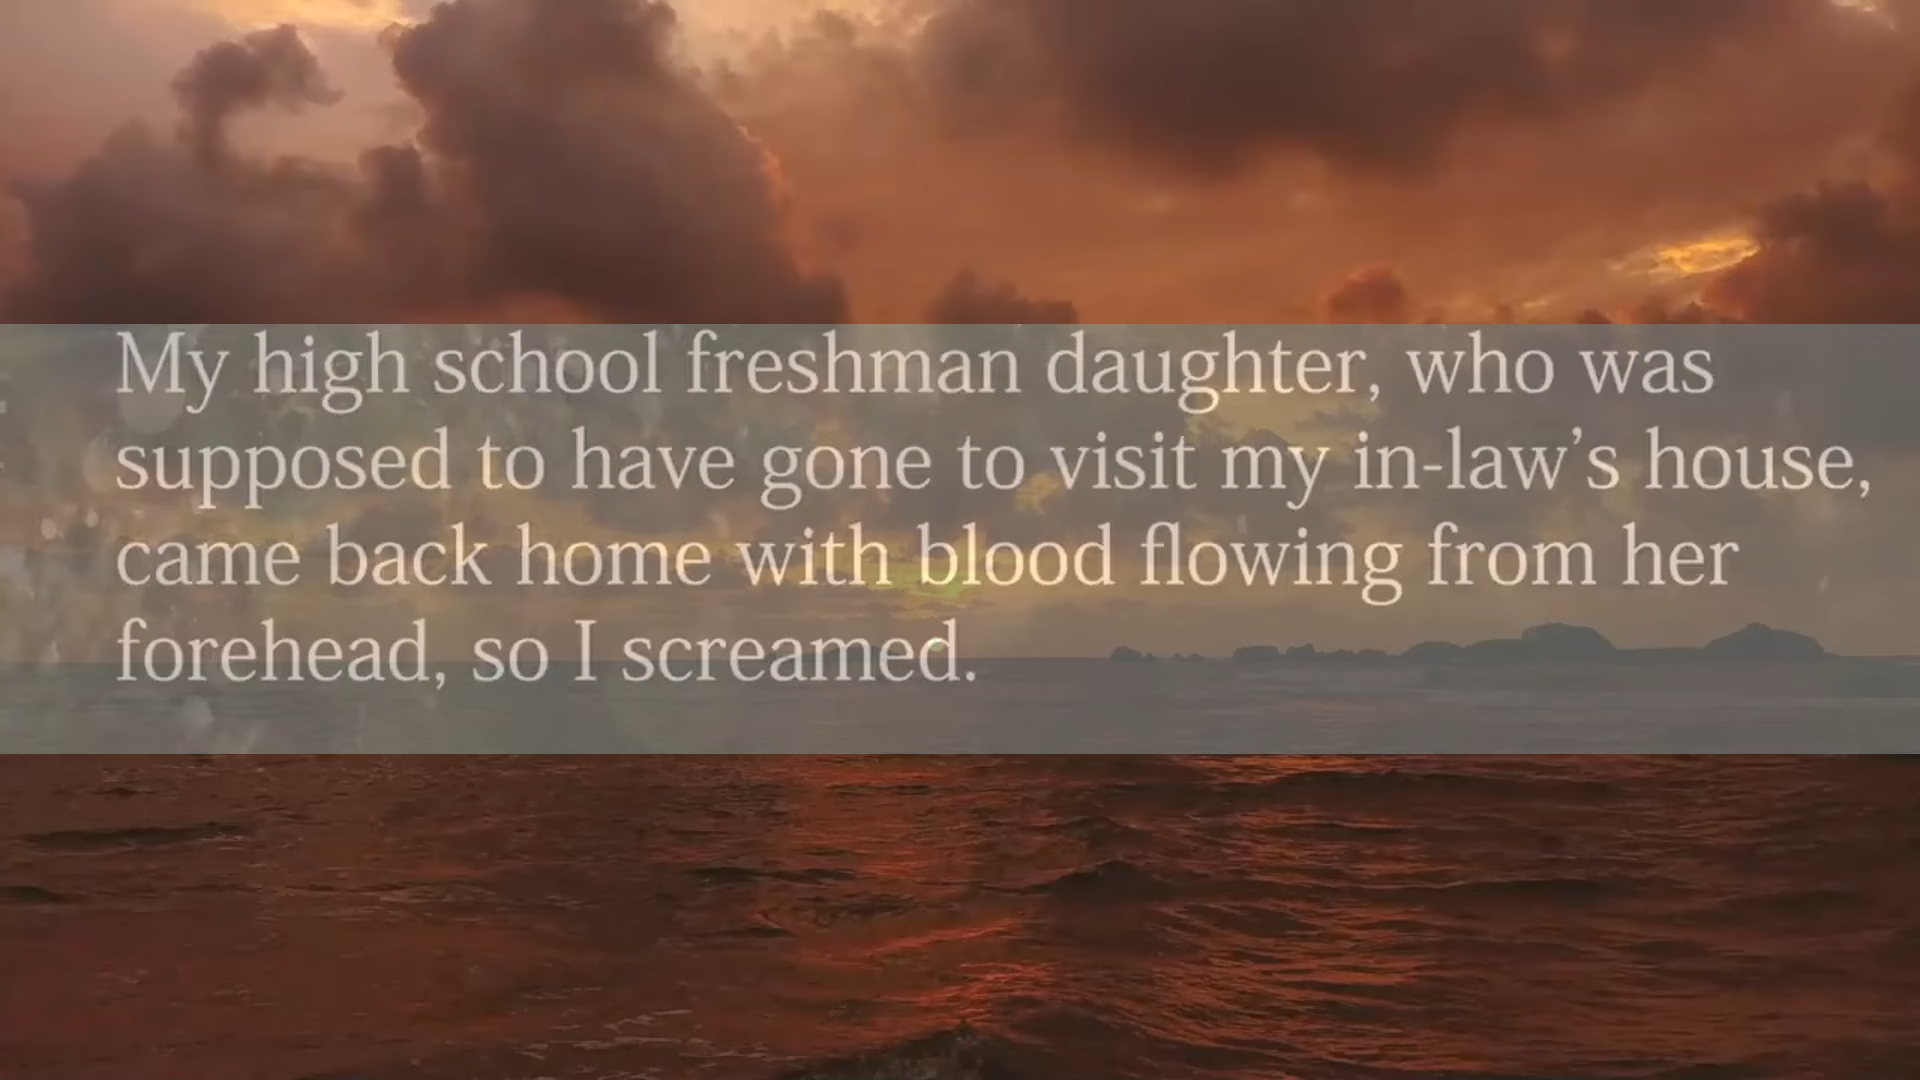 My high school freshman daughter, who was
supposed to have gone to visit my in-law’s house,
came back home with blood flowing from her
forehead, so I screamed.